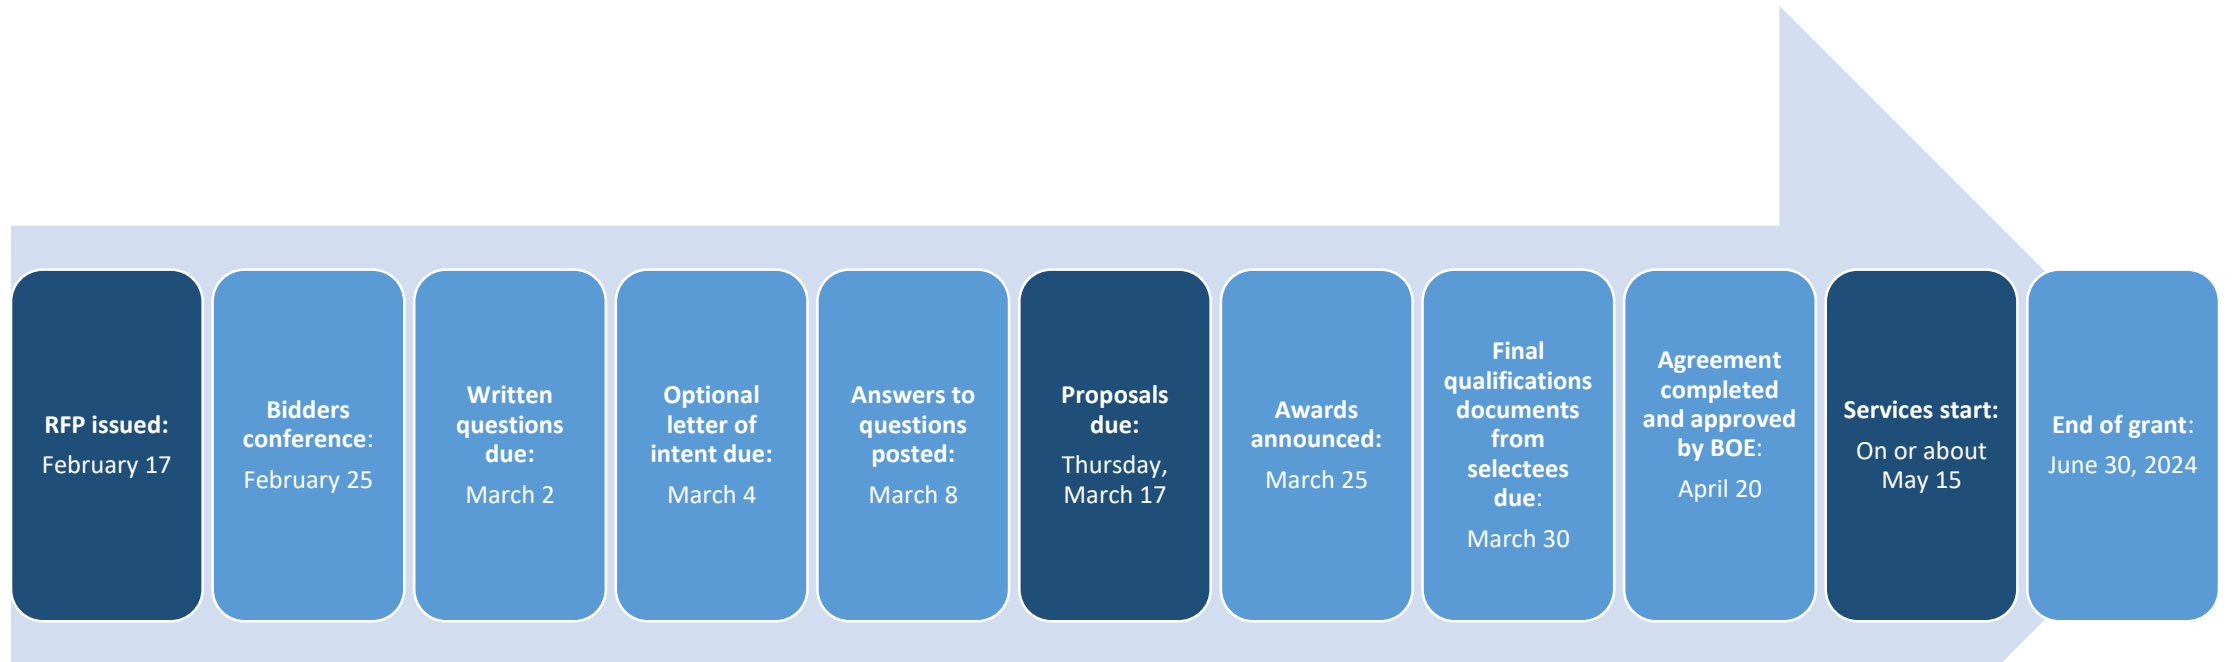 RFP issued:
February 17
Bidders
conference:
February 25
Written
questions
due:
March 2
Optional
letter of
intent due:
March 4
Answers to
questions
posted:
March 8
Proposals
due:
Thursday,
March 17
Awards
announced:
March 25
Final
qualifications
documents
from
selectees
due:
March 30
Agreement
completed
and approved
by BOE:
April 20
Services start:
On or about
May 15
End of grant:
June 30, 2024